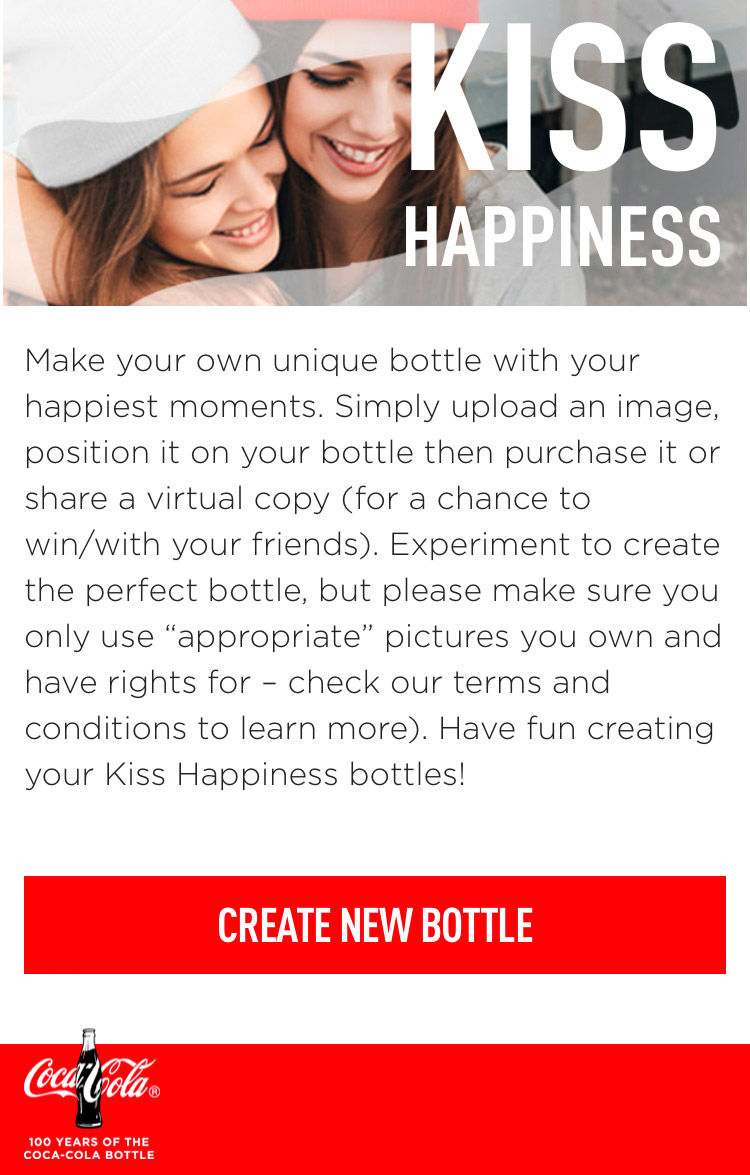 KISS
HAPPINESS
Make your own unique bottle with your
happiest moments. Simply upload an image,
position it on your bottle then purchase it or
share a virtual copy (for a chance to
win/with your friends). Experiment to create
the perfect bottle, but please make sure you
only use “appropriate” pictures you own and
have rights for – check our terms and
conditions to learn more). Have fun creating
your Kiss Happiness bottles!
CREATE NEW BOTTLE
Coca-Cola®
100 YEARS OF THE
COCA-COLA BOTTLE